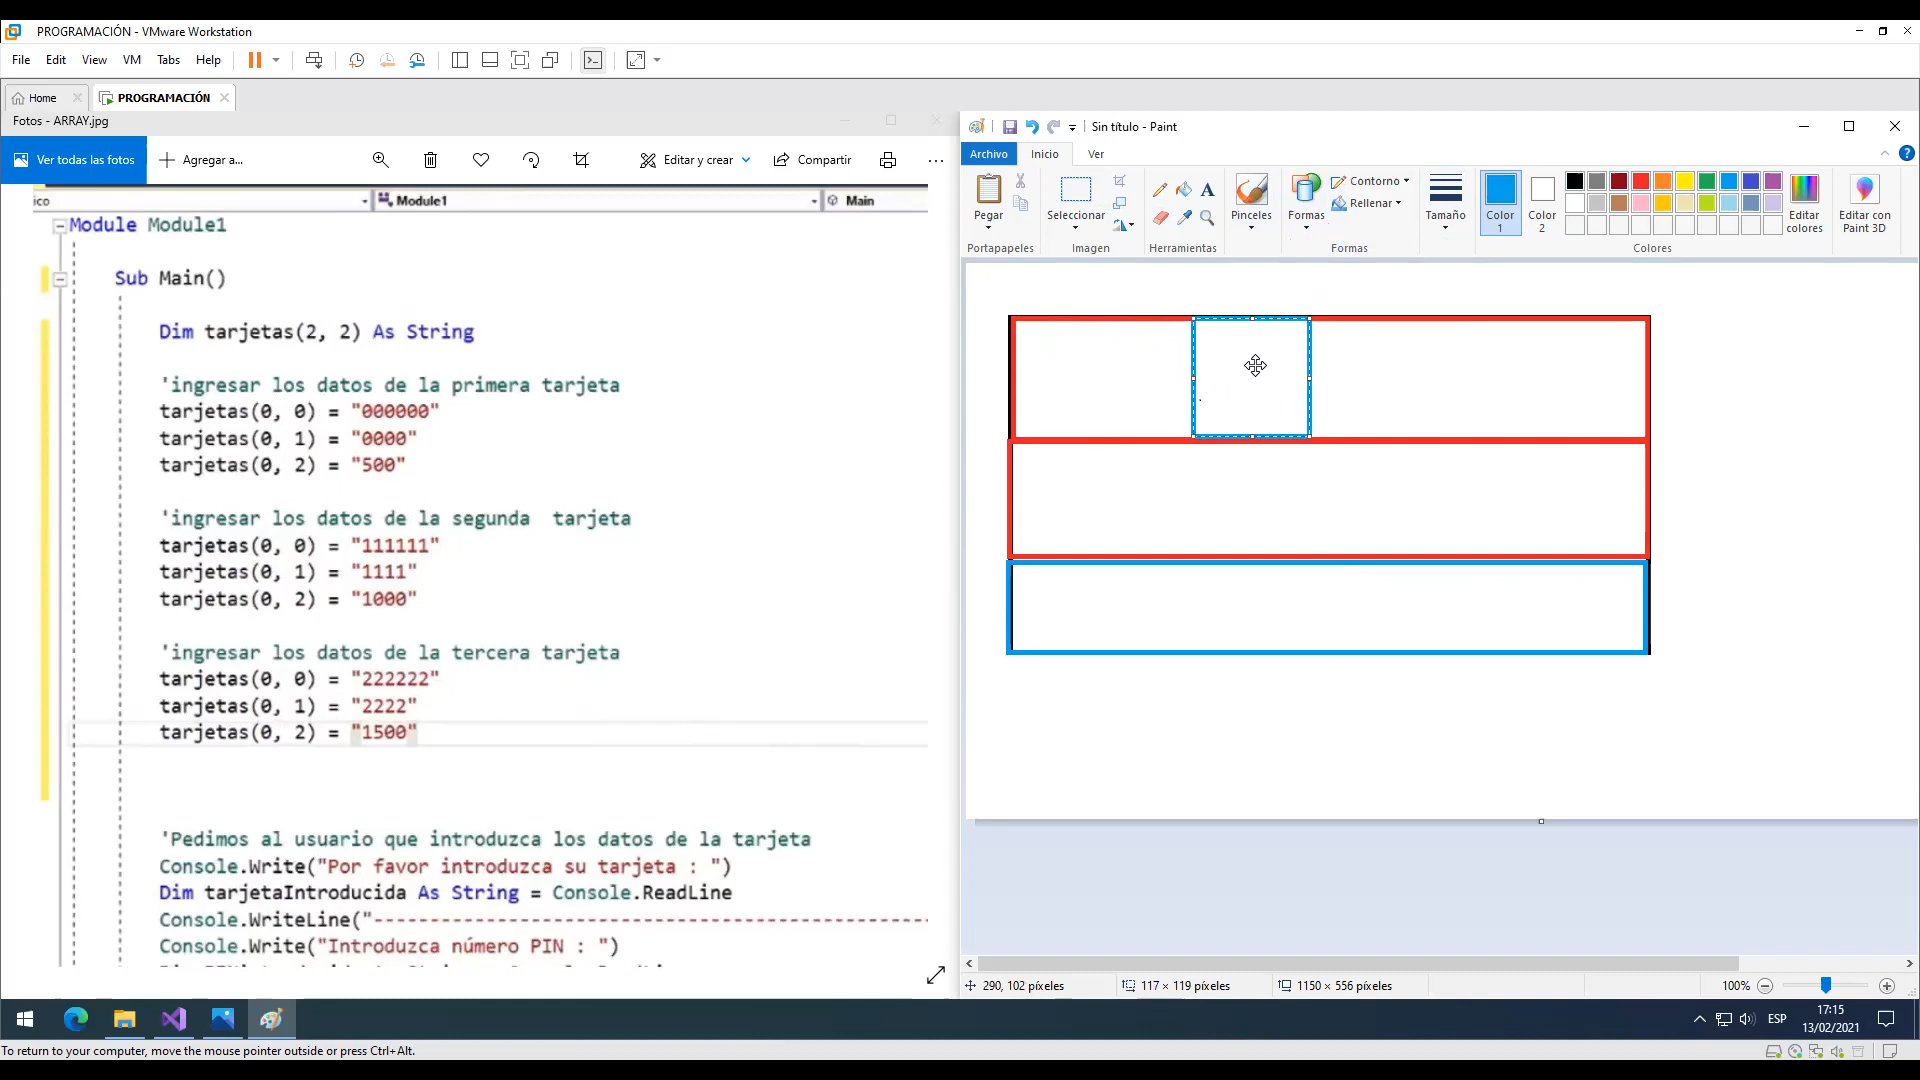 PROGRAMACIÓN - VMware Workstation
File Edit View VM Tabs Help
Home PROGRAMACIÓN
Fotos - ARRAY.jpg
Ver todas las fotos Agregar a... Editar y crear Compartir
ico Module1 Main
Module Module1
Sub Main()
Dim tarjetas(2, 2) As String
'ingresar los datos de la primera tarjeta
tarjetas(0, 0) = "000000"
tarjetas(0, 1) = "0000"
tarjetas(0, 2) = "500"
'ingresar los datos de la segunda  tarjeta
tarjetas(0, 0) = "111111"
tarjetas(0, 1) = "1111"
tarjetas(0, 2) = "1000"
'ingresar los datos de la tercera tarjeta
tarjetas(0, 0) = "222222"
tarjetas(0, 1) = "2222"
tarjetas(0, 2) = "1500"
'Pedimos al usuario que introduzca los datos de la tarjeta
Console.Write("Por favor introduzca su tarjeta : ")
Dim tarjetaIntroducida As String = Console.ReadLine
Console.WriteLine("--------------------------------------------------
Console.Write("Introduzca número PIN : ")
Sin título - Paint
Archivo Inicio Ver
Pegar Seleccionar Pinceles Formas Contorno Rellenar Tamaño Color 1 Color 2 Editar colores Editar con Paint 3D
Portapapeles Imagen Herramientas Formas Colores
290, 102 píxeles 117 × 119 píxeles 1150 × 556 píxeles 100%
ESP 17:15
13/02/2021
To return to your computer, move the mouse pointer outside or press Ctrl+Alt.